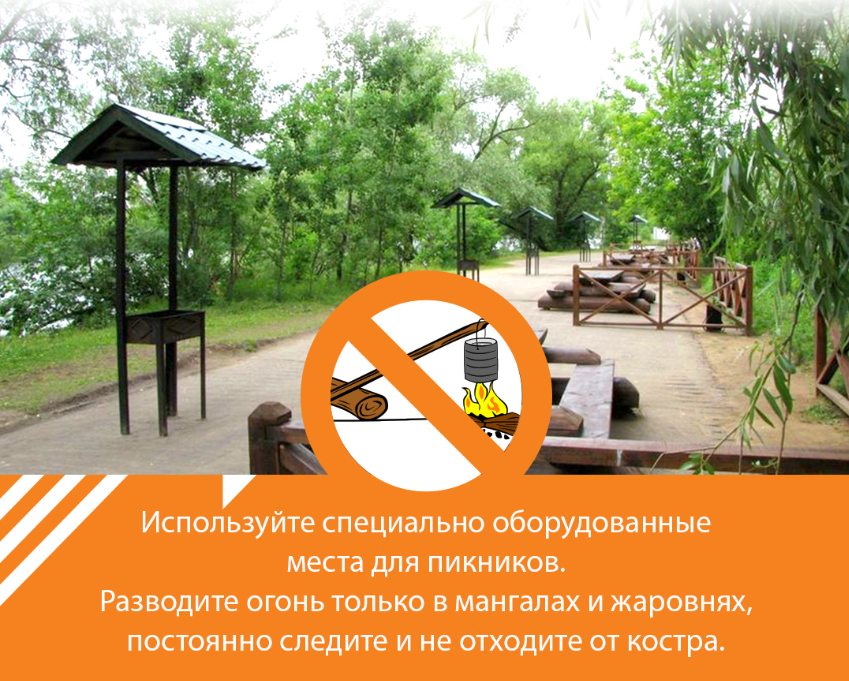 Используйте специально оборудованные
места для пикников.
Разводите огонь только в мангалах и жаровнях,
постоянно следите и не отходите от костра.